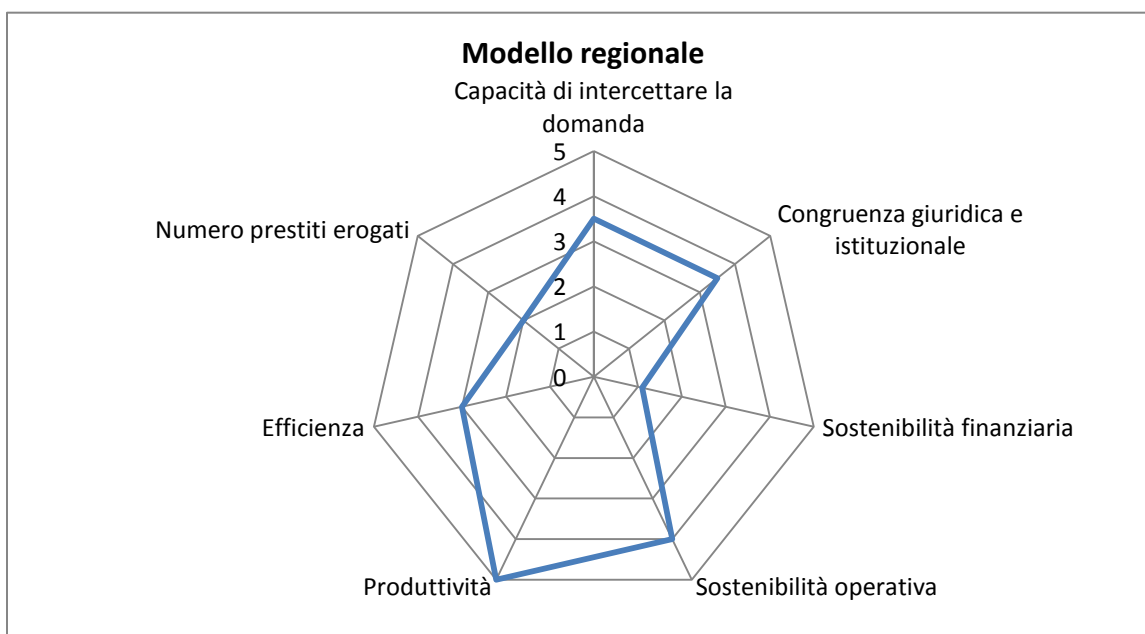 Modello regionale
Capacità di intercettare la
domanda
5
4
3
2
1
0
Congruenza giuridica e
istituzionale
Sostenibilità finanziaria
Sostenibilità operativa
Produttività
Efficienza
Numero prestiti erogati